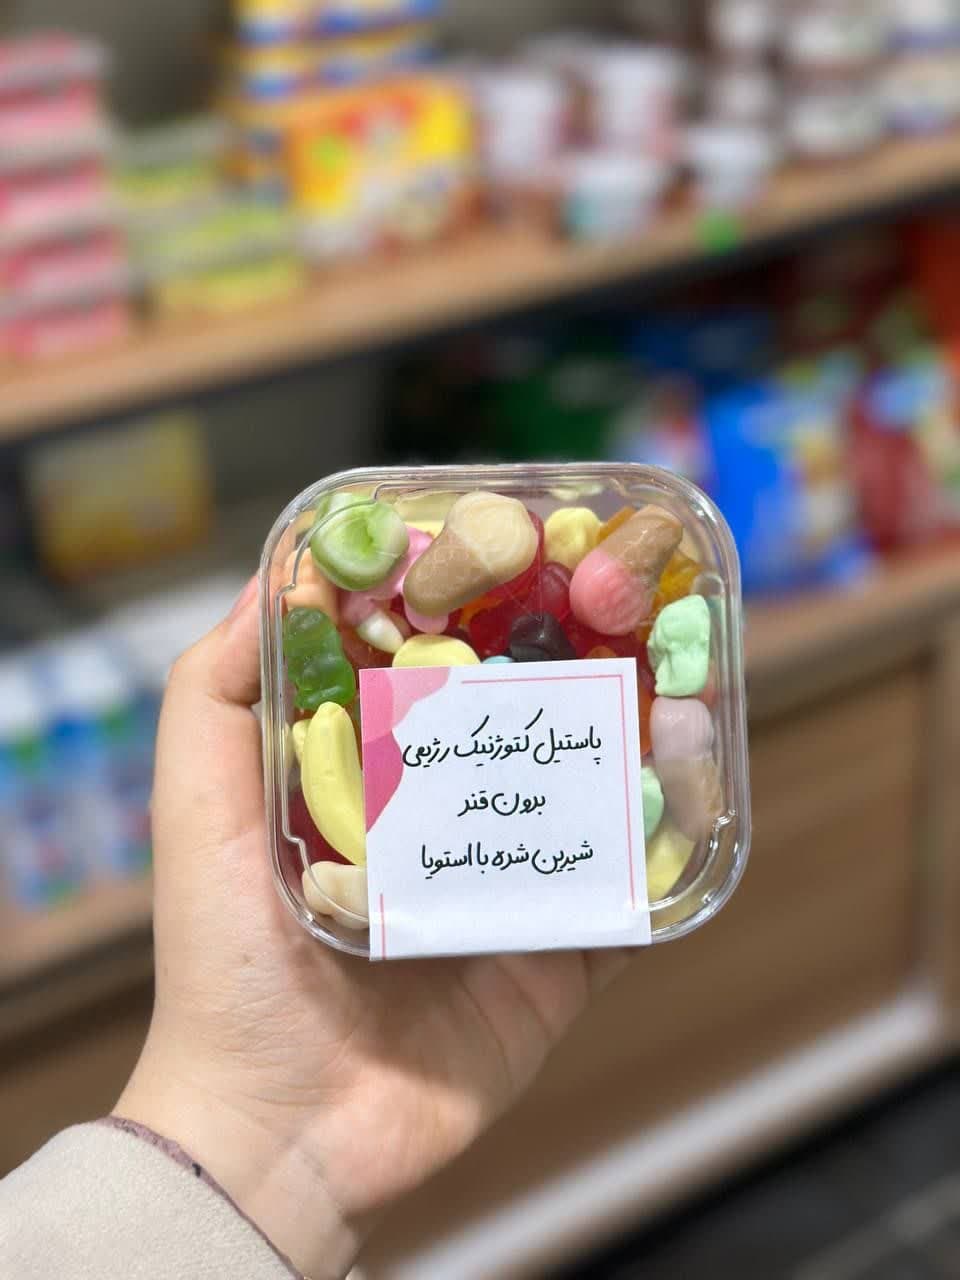 پاستیل کتوژنیک رژیمی
بدون قند
شیرین شده با استویا